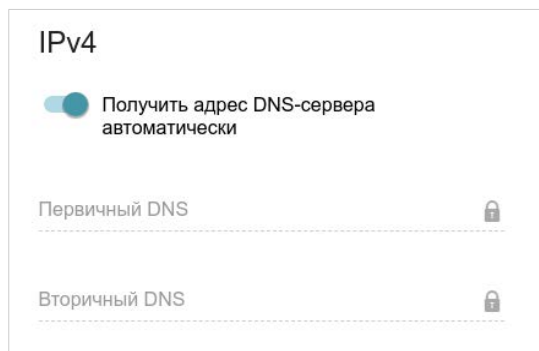 IPv4
Получить адрес DNS-сервера
автоматически
Первичный DNS
Вторичный DNS